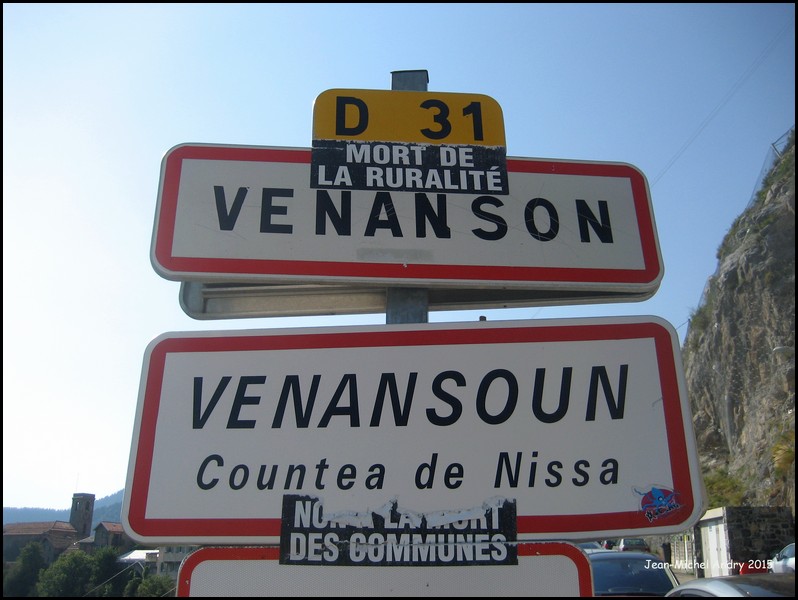 D 31
MORT DE
LA RURALITÉ
VENANSON
VENANSOUN
Countea de Nissa
NON A LA MORT
DES COMMUNES
Jean-Michel Andry 2015